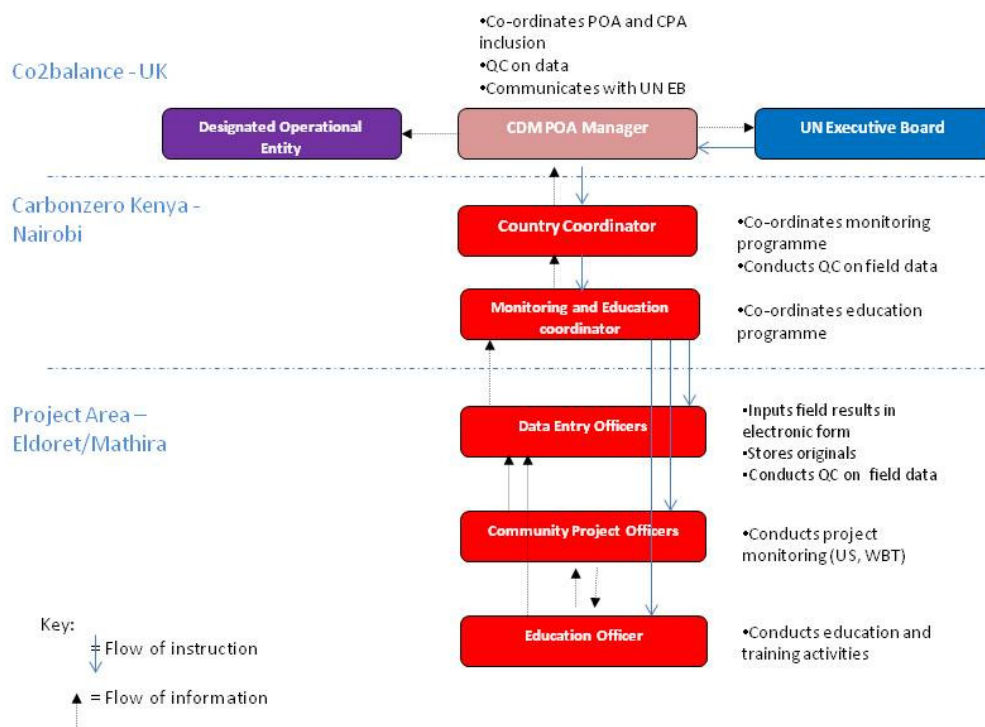 •Co-ordinates POA and CPA
inclusion
•QC on data
•Communicates with UN EB
Co2balance - UK
Designated Operational
Entity
CDM POA Manager
UN Executive Board
Carbonzero Kenya -
Nairobi
Country Coordinator
•Co-ordinates monitoring
programme
•Conducts QC on field data
Monitoring and Education
coordinator
•Co-ordinates education
programme
Project Area –
Eldoret/Mathira
Data Entry Officers
•Inputs field results in
electronic form
•Stores originals
•Conducts QC on field data
Community Project Officers
•Conducts project
monitoring (US, WBT)
Education Officer
•Conducts education and
training activities
Key:
= Flow of instruction
= Flow of information